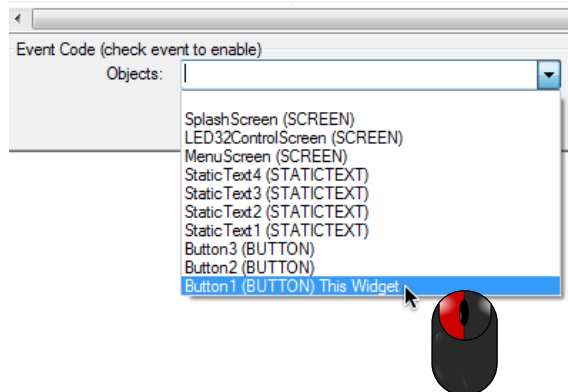 Event Code (check event to enable)
Objects:
SplashScreen (SCREEN)
LED32ControlScreen (SCREEN)
MenuScreen (SCREEN)
StaticText4 (STATICTEXT)
StaticText3 (STATICTEXT)
StaticText2 (STATICTEXT)
StaticText1 (STATICTEXT)
Button3 (BUTTON)
Button2 (BUTTON)
Button1 (BUTTON) This Widget